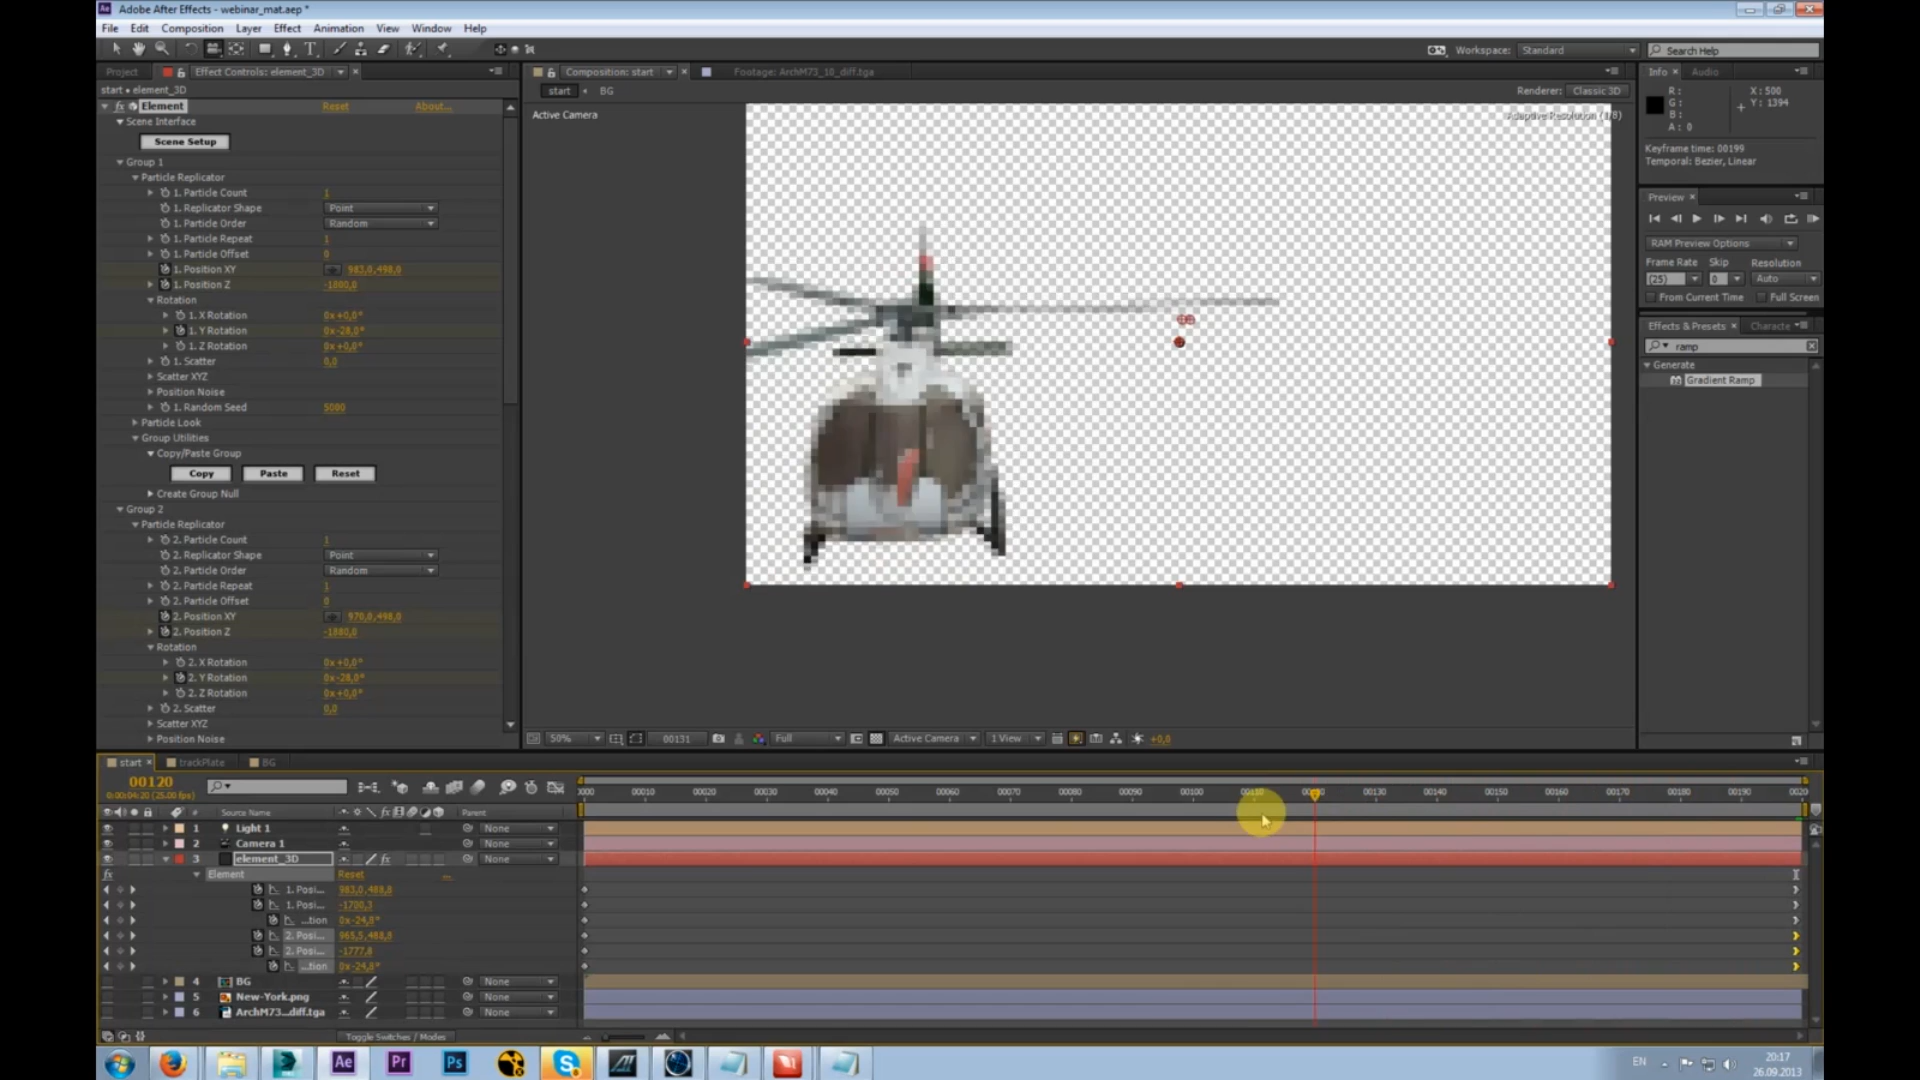 Adobe After Effects - webinar_mat.aep *
File Edit Composition Layer Effect Animation View Window Help
Workspace: Standard Search Help
Project Effect Controls: element_3D
Composition: start Footage: ArchM73_10_diff.tga
Info Audio
start • element_3D
start BG
Renderer: Classic 3D
Element Reset About...
Scene Interface
Scene Setup
Group 1
Particle Replicator
1. Particle Count 1
1. Replicator Shape Point
1. Particle Order Random
1. Particle Repeat 1
1. Particle Offset 0
1. Position XY 983,0,498,0
1. Position Z -1800,0
Rotation
1. X Rotation 0x+0,0°
1. Y Rotation 0x-28,0°
1. Z Rotation 0x+0,0°
1. Scatter 0,0
Scatter XYZ
Position Noise
1. Random Seed 5000
Particle Look
Group Utilities
Copy/Paste Group
Copy Paste Reset
Create Group Null
Group 2
Particle Replicator
2. Particle Count 1
2. Replicator Shape Point
2. Particle Order Random
2. Particle Repeat 1
2. Particle Offset 0
2. Position XY 970,0,498,0
2. Position Z -1880,0
Rotation
2. X Rotation 0x+0,0°
2. Y Rotation 0x-28,0°
2. Z Rotation 0x+0,0°
2. Scatter 0,0
Scatter XYZ
Position Noise
Active Camera
Adaptive Resolution (1/8)
50% 00131 Full Active Camera 1 View +0,0
R: X: 500
G: Y: 1394
B:
A: 0
Keyframe time: 00199
Temporal: Bezier, Linear
Preview
RAM Preview Options
Frame Rate Skip Resolution
(25) 0 Auto
From Current Time Full Screen
Effects & Presets Characte
ramp
Generate
Gradient Ramp
start trackPlate BG
00120
0:00:04:20 (25.00 fps)
0000 00010 00020 00030 00040 00050 00060 00070 00080 00090 00100 00130 00140 00150 00160 00170 00180 00190 0020
# Source Name Parent
1 Light 1 None
2 Camera 1 None
3 element_3D None
Element Reset
1. Posi... 983,0,488,8
1. Posi... -1700,3
...tion 0x-24,8°
2. Posi... 965,5,488,8
2. Posi... -1777,8
...tion 0x-24,8°
4 BG None
5 New-York.png None
6 ArchM73...diff.tga None
Toggle Switches / Modes
Ae Pr Ps
EN 20:17
26.09.2013